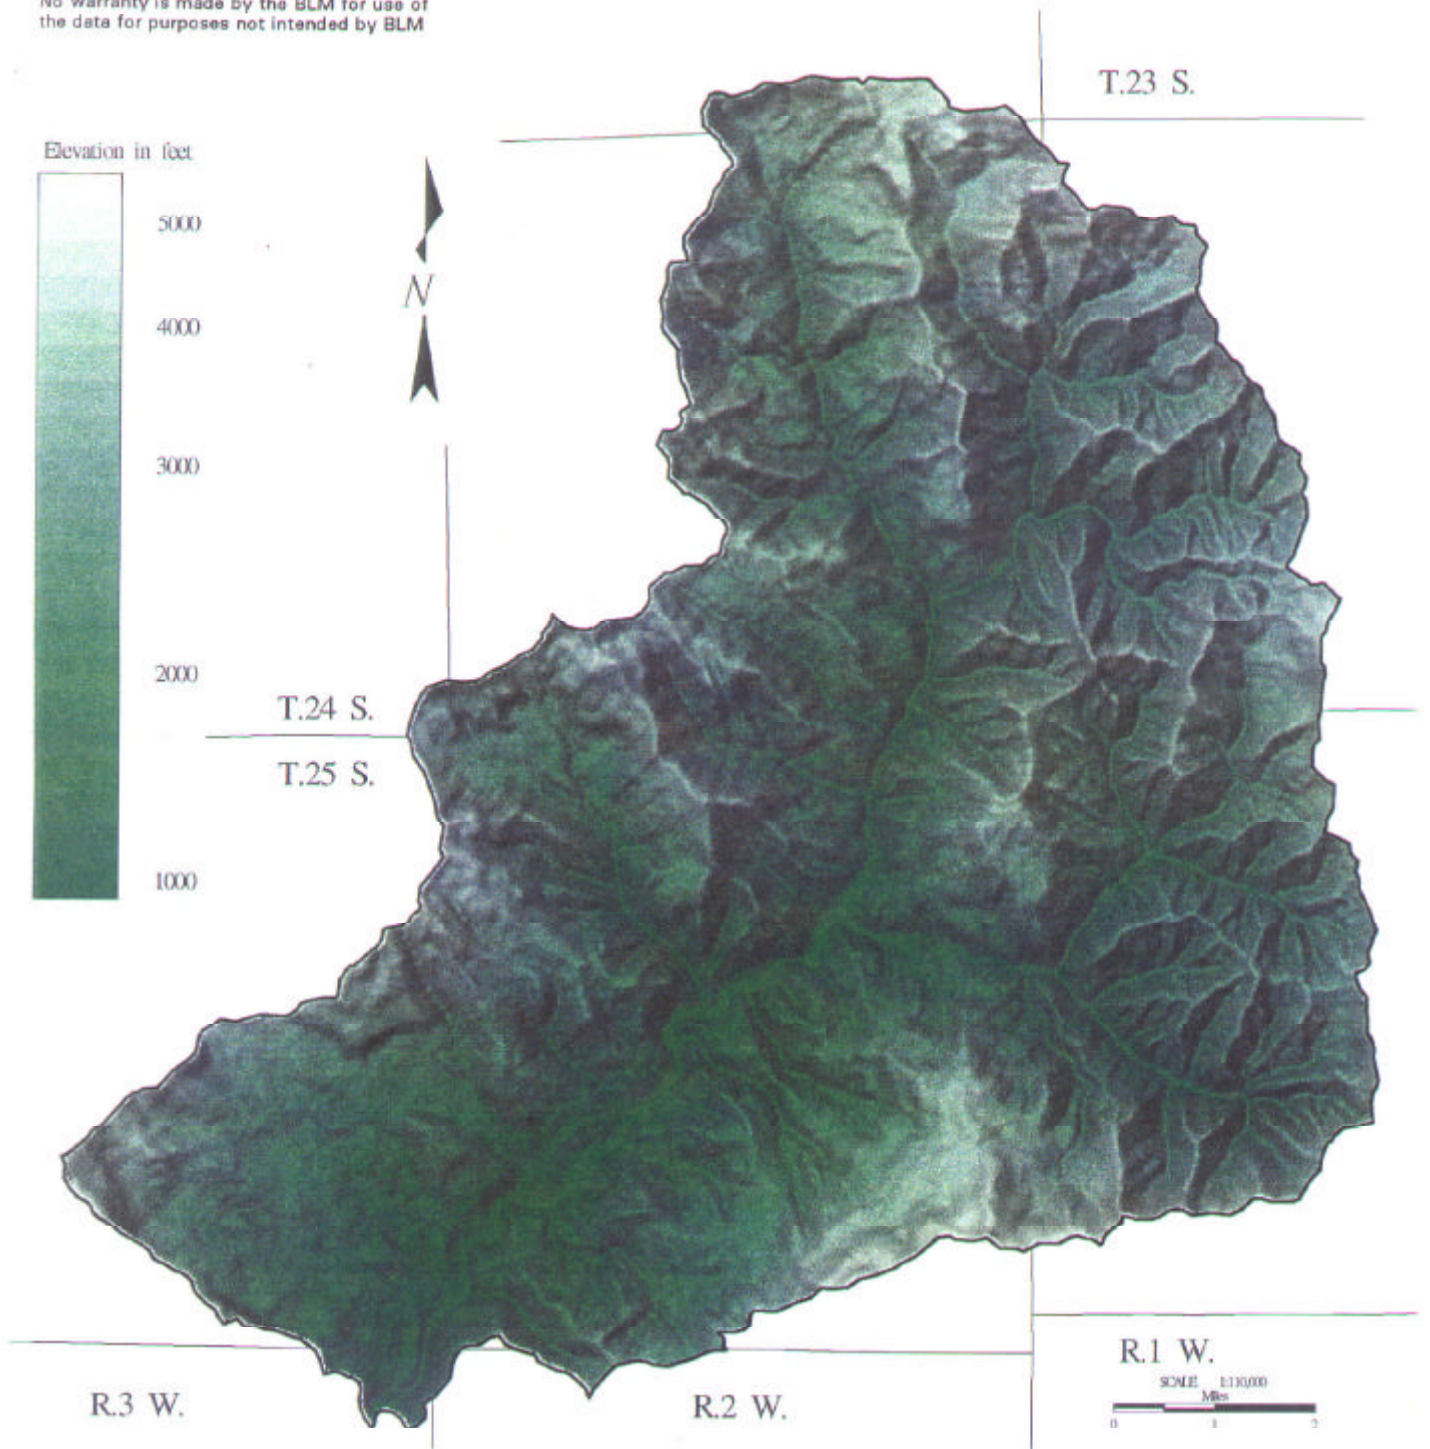 No warranty is made by the BLM for use of
the data for purposes not intended by BLM
T.23 S.
Elevation in feet
5000
4000
3000
2000
1000
N
T.24 S.
T.25 S.
R.1 W.
SCALE 1:110,000
Miles
0 1 2
R.3 W.
R.2 W.